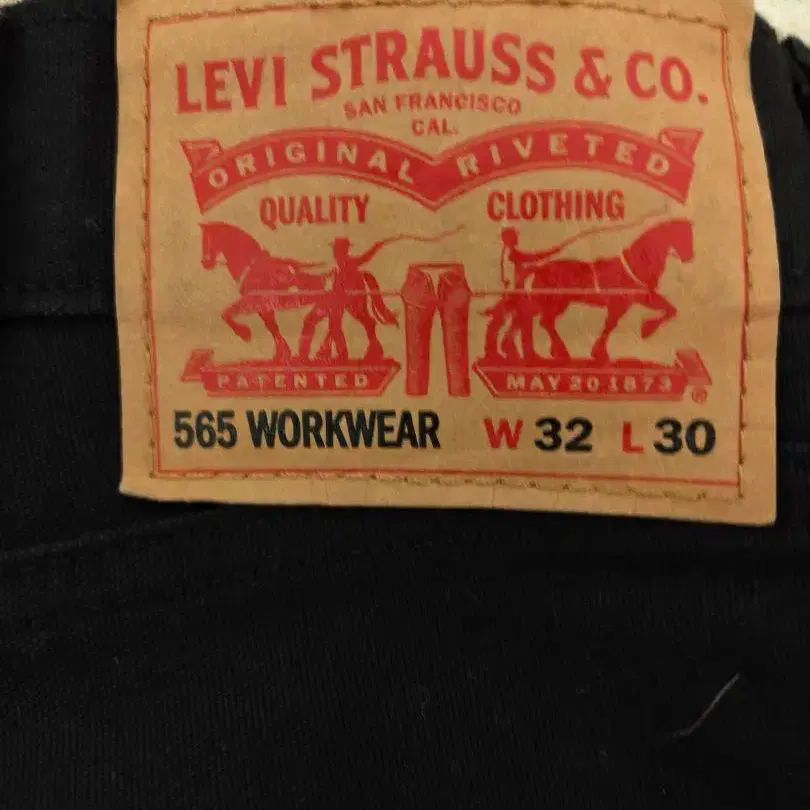 LEVI STRAUSS & CO.
SAN FRANCISCO
CAL.
ORIGINAL RIVETED
QUALITY CLOTHING
PATENTED MAY 20 1873 ®
565 WORKWEAR W 32 L 30